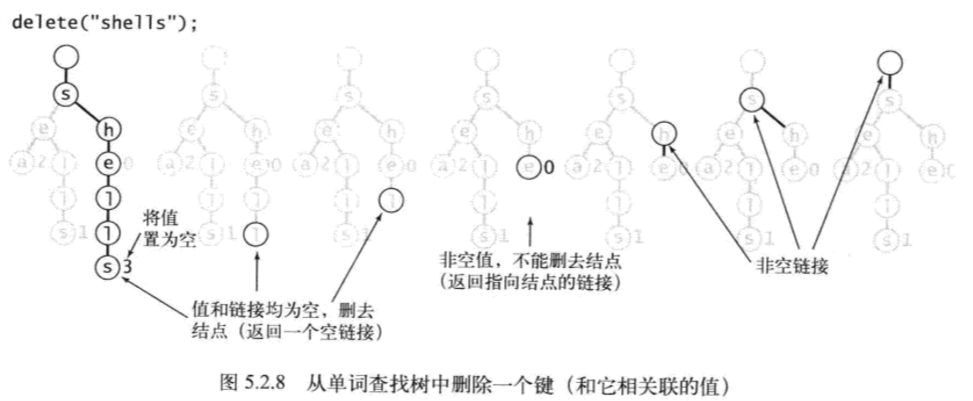 delete("shells");
s
e h
a 2 l e 0
l l
s 1 l
将值
置为空
s 3
值和链接均为空，删去
结点（返回一个空链接）
s
e h
a 2 l e 0
l l
s 1 l
s
e h
a 2 l e
l l
s 1
s
e h
a 2 l e 0
l
s 1
非空值，不能删去结点
（返回指向结点的链接）
s
e h
a 2 l e 0
l
s 1
s
e h
a 2 l e 0
l
s 1
s
e h
a 2 l e 0
l
s 1
非空链接
图 5.2.8 从单词查找树中删除一个键（和它相关联的值）